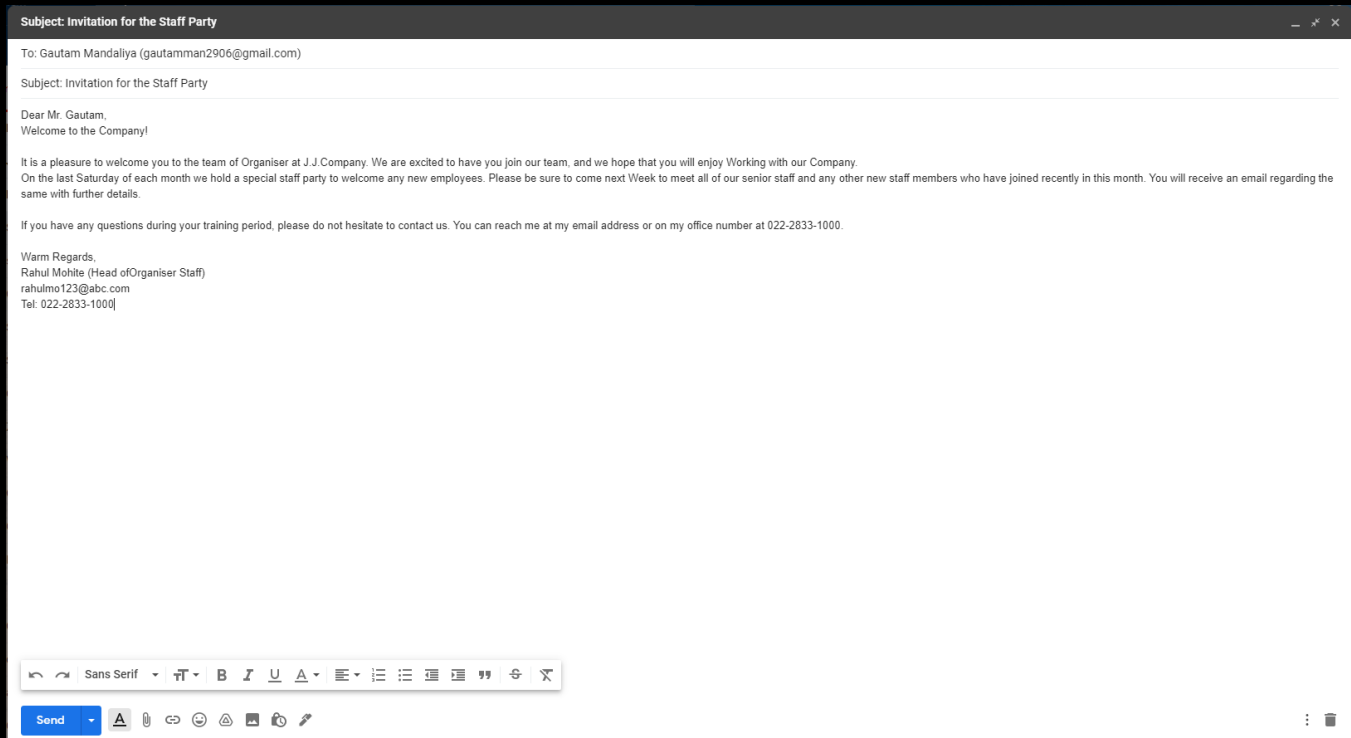 Subject: Invitation for the Staff Party
To: Gautam Mandaliya (gautamman2906@gmail.com)
Subject: Invitation for the Staff Party
Dear Mr. Gautam,
Welcome to the Company!
It is a pleasure to welcome you to the team of Organiser at J.J.Company. We are excited to have you join our team, and we hope that you will enjoy Working with our Company.
On the last Saturday of each month we hold a special staff party to welcome any new employees. Please be sure to come next Week to meet all of our senior staff and any other new staff members who have joined recently in this month. You will receive an email regarding the
same with further details.
If you have any questions during your training period, please do not hesitate to contact us. You can reach me at my email address or on my office number at 022-2833-1000.
Warm Regards,
Rahul Mohite (Head ofOrganiser Staff)
rahulmo123@abc.com
Tel: 022-2833-1000
Sans Serif
Send